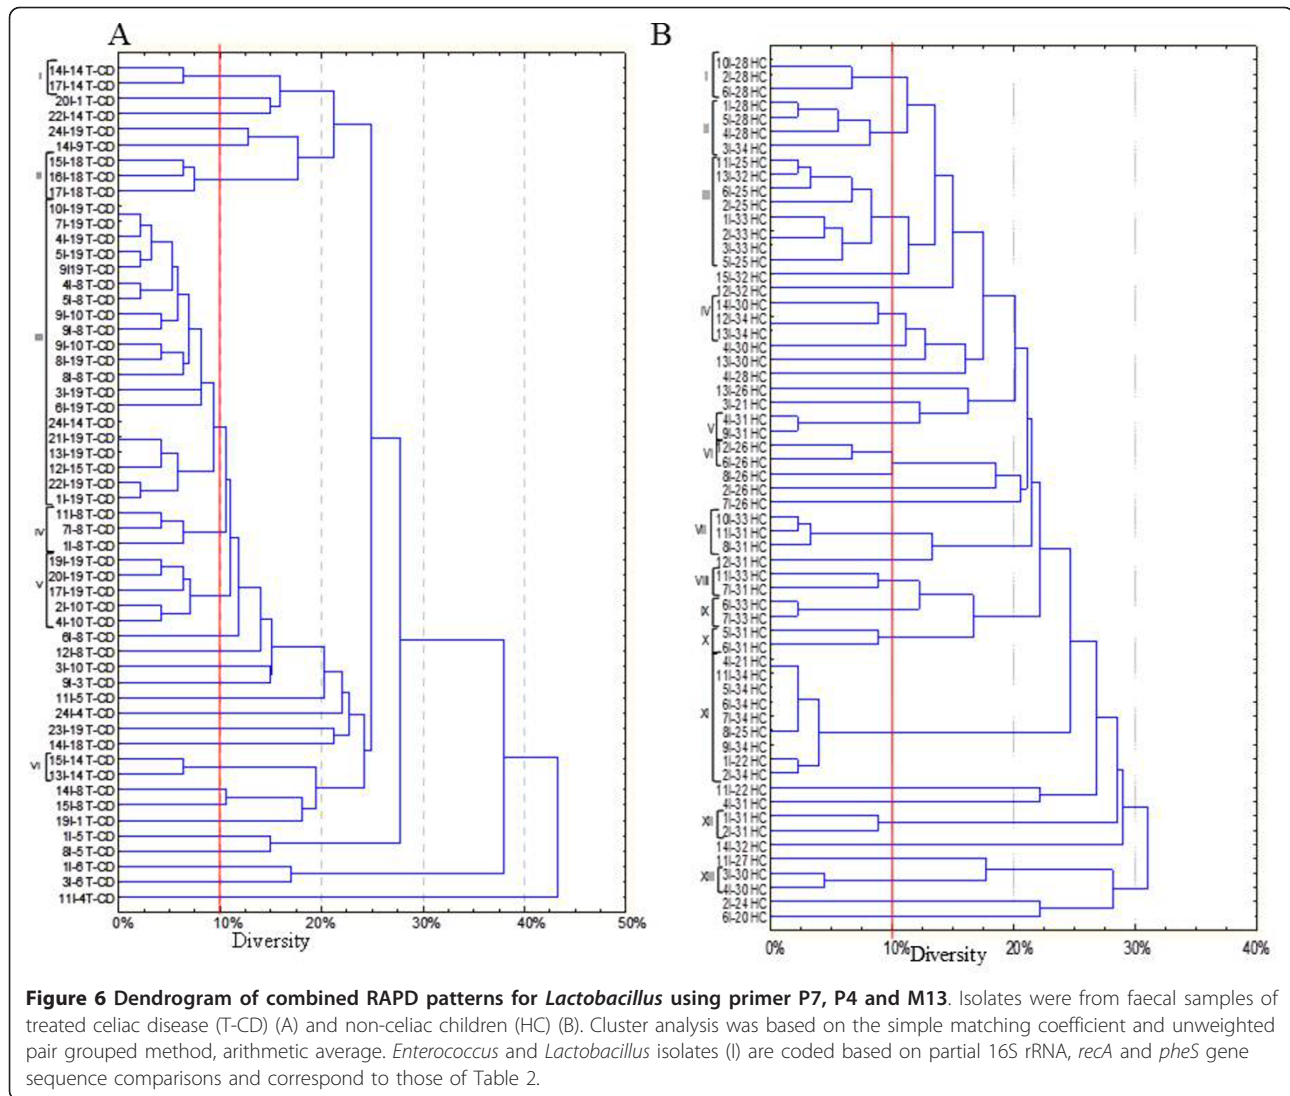 A
B
I
14I-14 T-CD
17I-14 T-CD
20I-1 T-CD
22I-14 T-CD
24I-19 T-CD
14I-9 T-CD
II
15I-18 T-CD
16I-18 T-CD
17I-18 T-CD
III
10I-19 T-CD
7I-19 T-CD
4I-19 T-CD
5I-19 T-CD
9I19 T-CD
4I-8 T-CD
5I-8 T-CD
9I-10 T-CD
9I-8 T-CD
9I-10 T-CD
8I-19 T-CD
8I-8 T-CD
3I-19 T-CD
6I-19 T-CD
24I-14 T-CD
21I-19 T-CD
13I-19 T-CD
12I-15 T-CD
22I-19 T-CD
1I-19 T-CD
IV
11I-8 T-CD
7I-8 T-CD
1I-8 T-CD
V
19I-19 T-CD
20I-19 T-CD
17I-19 T-CD
2I-10 T-CD
4I-10 T-CD
6I-8 T-CD
12I-8 T-CD
3I-10 T-CD
9I-3 T-CD
11I-5 T-CD
24I-4 T-CD
23I-19 T-CD
14I-18 T-CD
VI
15I-14 T-CD
13I-14 T-CD
14I-8 T-CD
15I-8 T-CD
19I-1 T-CD
1I-5 T-CD
8I-5 T-CD
1I-6 T-CD
3I-6 T-CD
11I-4T-CD
0% 10% 20% 30% 40% 50%
Diversity
I
10I-28 HC
2I-28 HC
6I-28 HC
II
1I-28 HC
5I-28 HC
4I-28 HC
3I-34 HC
III
11I-25 HC
13I-32 HC
6I-25 HC
2I-25 HC
1I-33 HC
2I-33 HC
3I-33 HC
5I-25 HC
15I-32 HC
12I-32 HC
IV
14I-30 HC
12I-34 HC
13I-34 HC
4I-30 HC
13I-30 HC
4I-28 HC
13I-26 HC
3I-21 HC
V
4I-31 HC
9I-31 HC
VI
12I-26 HC
6I-26 HC
8I-26 HC
2I-26 HC
7I-26 HC
VII
10I-33 HC
11I-31 HC
8I-31 HC
12I-31 HC
VIII
11I-33 HC
7I-31 HC
IX
6I-33 HC
7I-33 HC
X
5I-31 HC
6I-31 HC
XI
4I-21 HC
11I-34 HC
5I-34 HC
6I-34 HC
7I-34 HC
8I-25 HC
9I-34 HC
1I-22 HC
2I-34 HC
11I-22 HC
4I-31 HC
XII
1I-31 HC
2I-31 HC
14I-32 HC
11I-27 HC
XIII
3I-30 HC
4I-30 HC
2I-24 HC
6I-20 HC
0% 10% 20% 30% 40%
Diversity
Figure 6 Dendrogram of combined RAPD patterns for Lactobacillus using primer P7, P4 and M13. Isolates were from faecal samples of
treated celiac disease (T-CD) (A) and non-celiac children (HC) (B). Cluster analysis was based on the simple matching coefficient and unweighted
pair grouped method, arithmetic average. Enterococcus and Lactobacillus isolates (I) are coded based on partial 16S rRNA, recA and pheS gene
sequence comparisons and correspond to those of Table 2.